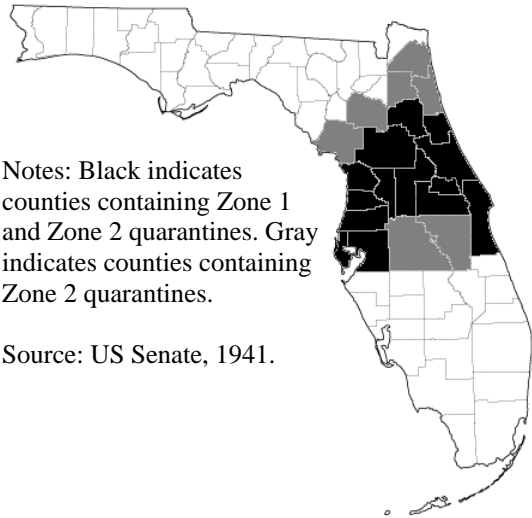 Notes: Black indicates
counties containing Zone 1
and Zone 2 quarantines. Gray
indicates counties containing
Zone 2 quarantines.
Source: US Senate, 1941.